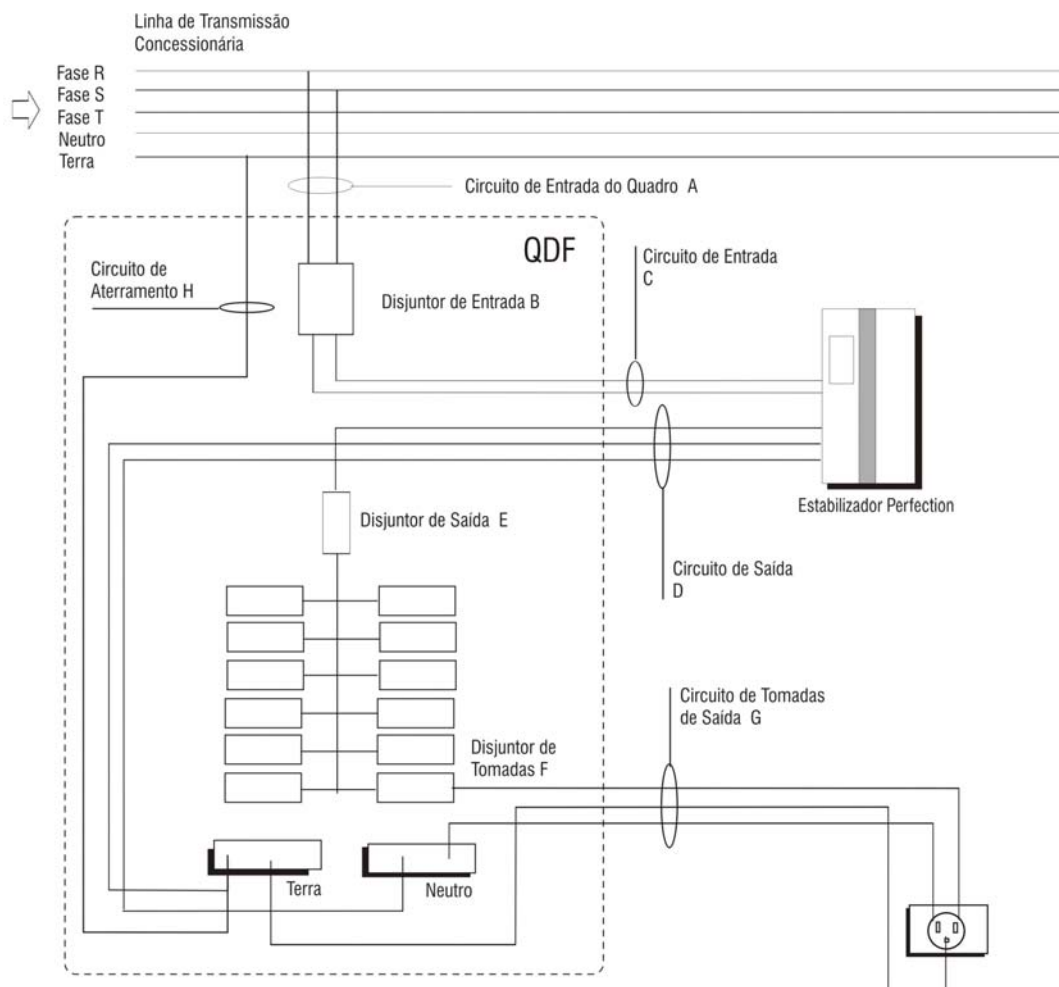 Linha de Transmissão
Concessionária
Fase R
Fase S
Fase T
Neutro
Terra
Circuito de Entrada do Quadro A
QDF
Circuito de
Aterramento H
Disjuntor de Entrada B
Circuito de Entrada
C
Estabilizador Perfection
Disjuntor de Saída E
Circuito de Saída
D
Circuito de Tomadas
de Saída G
Disjuntor de
Tomadas F
Terra
Neutro